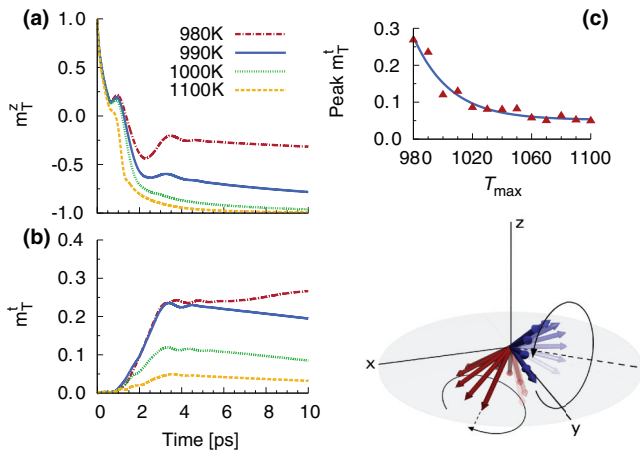 (a)
m_T^z
1.0
0.5
0.0
-0.5
-1.0
980K
990K
1000K
1100K
(b)
m_T^t
0.4
0.3
0.2
0.1
0.0
0 2 4 6 8 10
Time [ps]
(c)
Peak m_T^t
0.3
0.2
0.1
0.0
980 1020 1060 1100
T_max
z
x
y